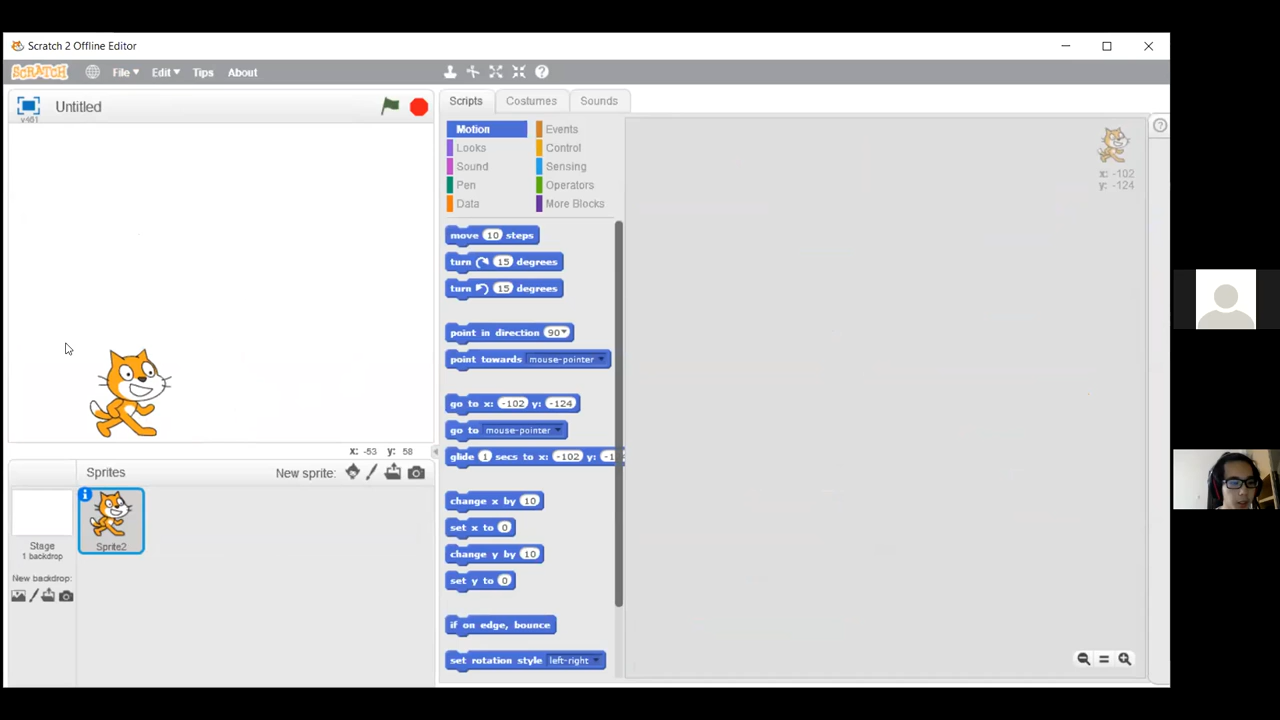 Scratch 2 Offline Editor
SCRATCH File Edit Tips About
Untitled
v461
Scripts Costumes Sounds
Motion Events
Looks Control
Sound Sensing
Pen Operators
Data More Blocks
x: -102
y: -124
move 10 steps
turn 15 degrees
turn 15 degrees
point in direction 90
point towards mouse-pointer
go to x: -102 y: -124
go to mouse-pointer
glide 1 secs to x: -102 y: -1
change x by 10
set x to 0
change y by 10
set y to 0
if on edge, bounce
set rotation style left-right
x: -53 y: 58
Sprites New sprite:
Stage
1 backdrop
Sprite2
New backdrop: